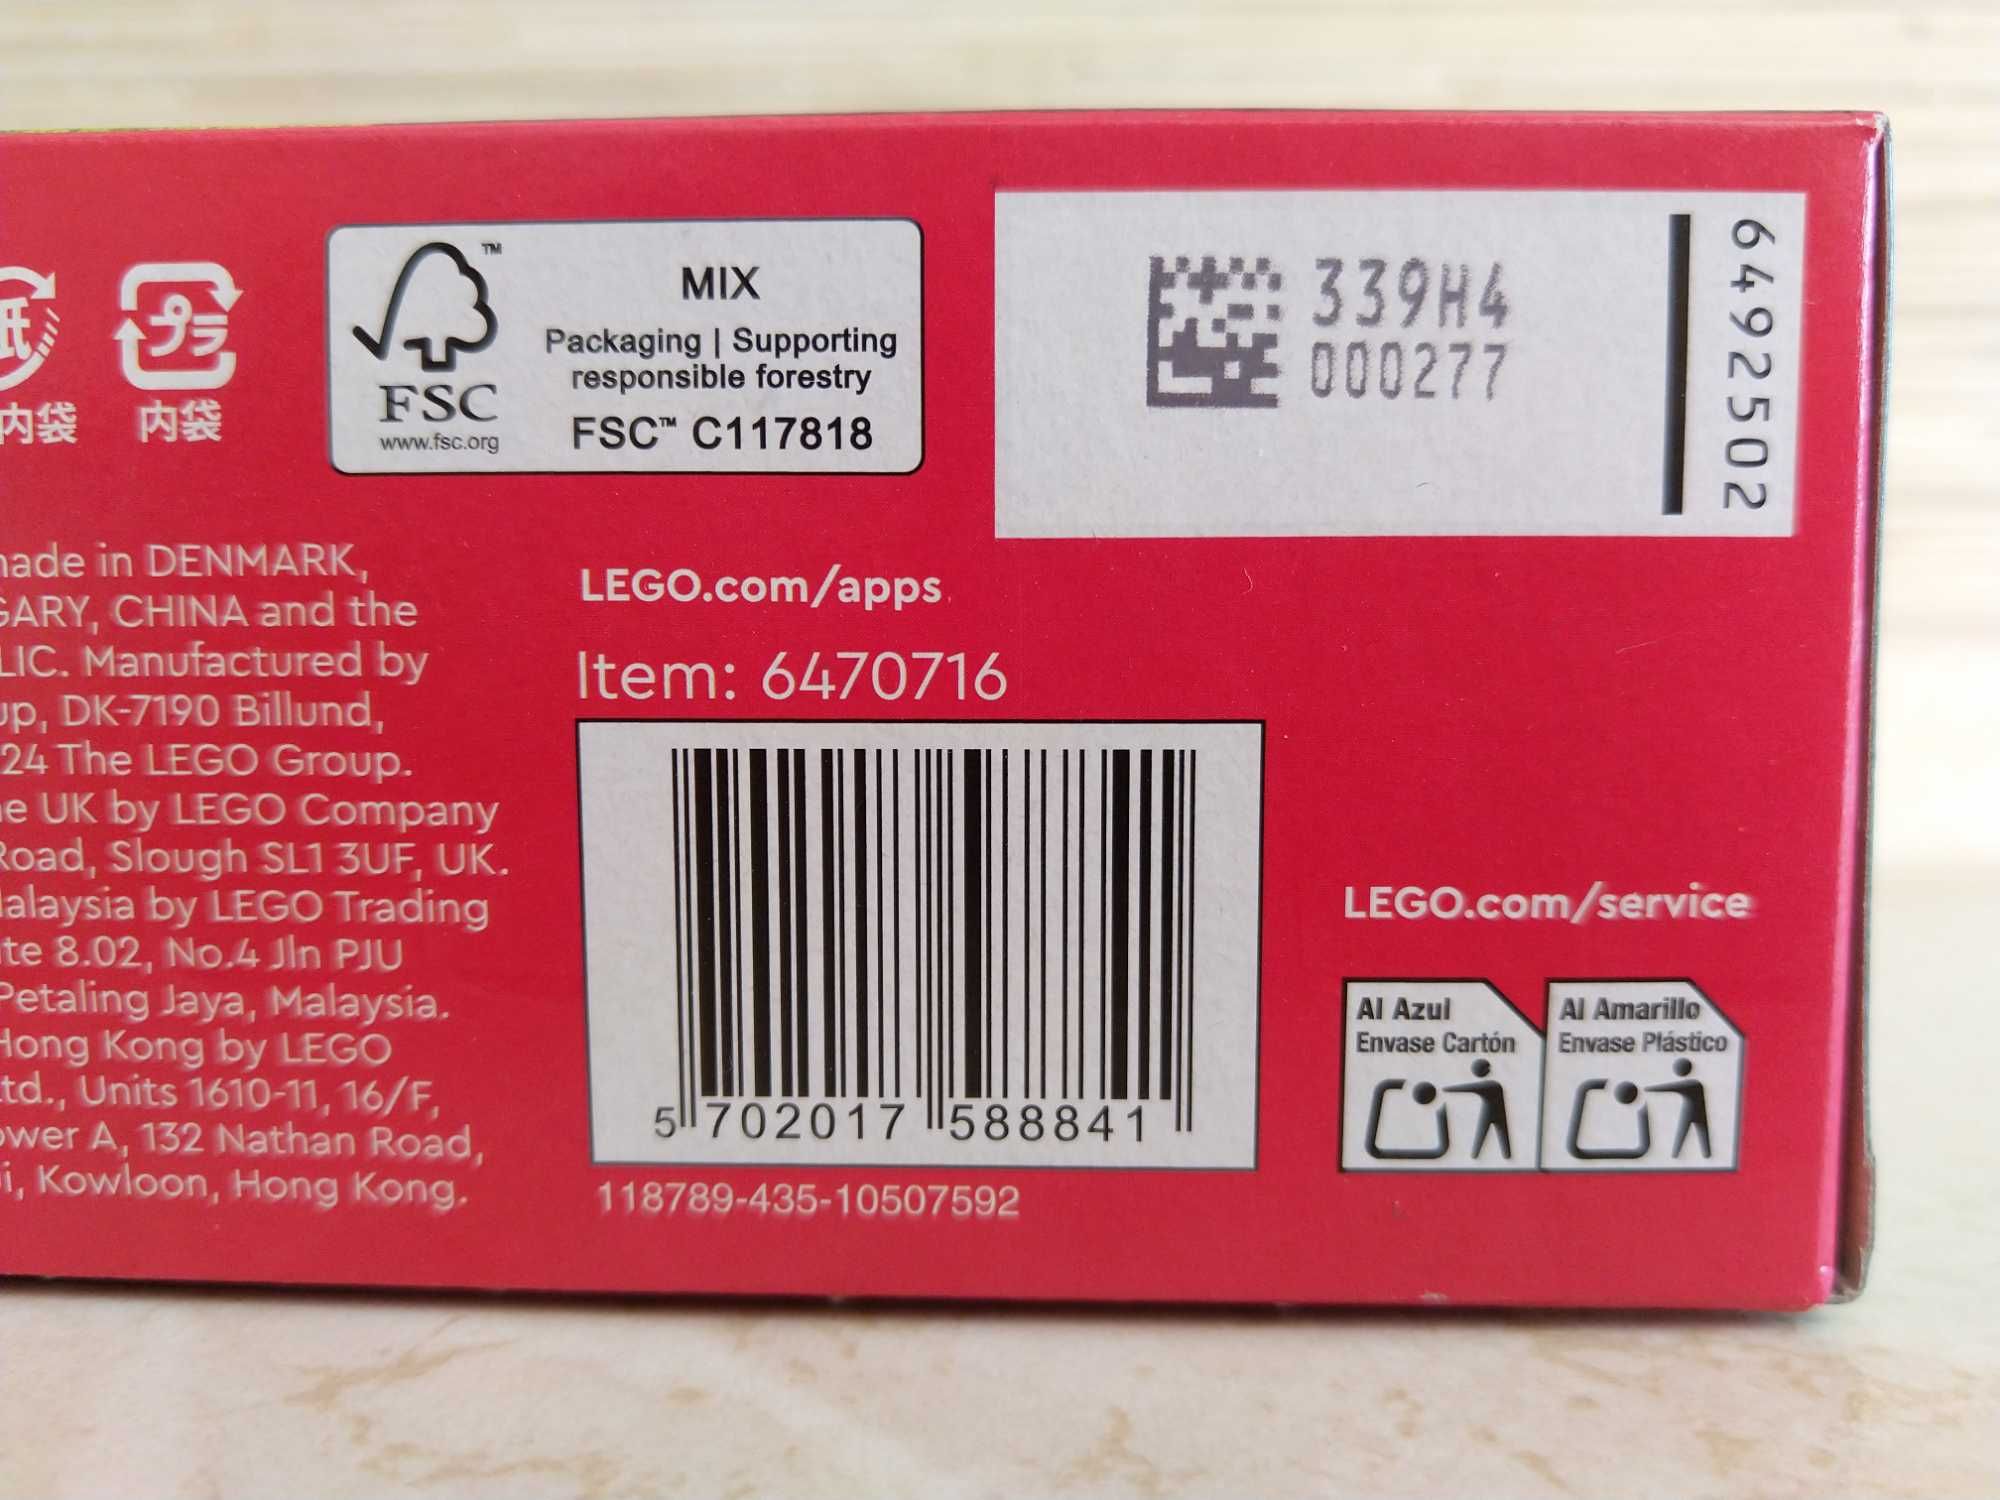 紙
内袋
プラ
内袋
™
FSC
www.fsc.org
MIX
Packaging | Supporting
responsible forestry
FSC™ C117818
339H4
000277
6492502
made in DENMARK,
GARY, CHINA and the
LIC. Manufactured by
up, DK-7190 Billund,
24 The LEGO Group.
he UK by LEGO Company
Road, Slough SL1 3UF, UK.
Malaysia by LEGO Trading
ite 8.02, No.4 Jln PJU
Petaling Jaya, Malaysia.
Hong Kong by LEGO
Ltd., Units 1610-11, 16/F,
ower A, 132 Nathan Road,
i, Kowloon, Hong Kong.
LEGO.com/apps
Item: 6470716
5 702017 588841
118789-435-10507592
LEGO.com/service
Al Azul
Envase Cartón
Al Amarillo
Envase Plástico